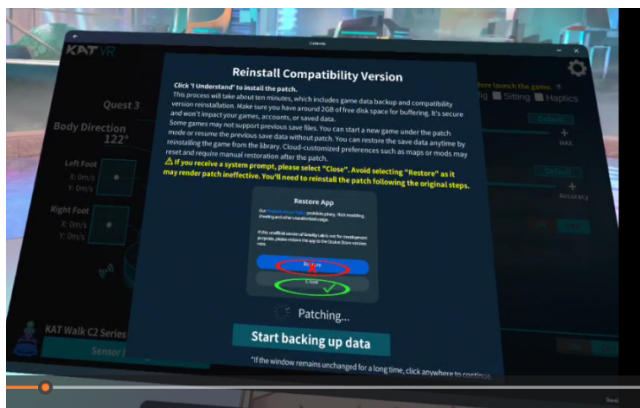 KAT VR
Reinstall Compatibility Version
Click "I Understand" to install the patch.
This process will take about ten minutes, which includes game data backup and compatibility
version reinstallation. Make sure you have around 2GB of free disk space for buffering. It's secure
and won't impact your games, accounts, or saved data.
Some games may not support previous save files. You can start a new game under the patch
mode or resume the previous save data without patch. You can restore the save data anytime by
reinstalling the game from the library. Cloud-customized preferences such as maps or mods may
reset and require manual restoration after the patch.
⚠ If you receive a system prompt, please select "Close". Avoid selecting "Restore" as it
may render patch ineffective. You'll need to reinstall the patch following the original steps.
here launch the game.
Sitting
Haptics
Quest 3
Default
Body Direction
122°
MAX
Left Foot
X: 0m/s
Y: 0m/s
Default
Accuracy
Right Foot
X: 0m/s
Y: 0m/s
Restore App
Close
Patching...
Start backing up data
KAT Walk C2 Series
Sensor
"If the window remains unchanged for a long time, click anywhere to continue.